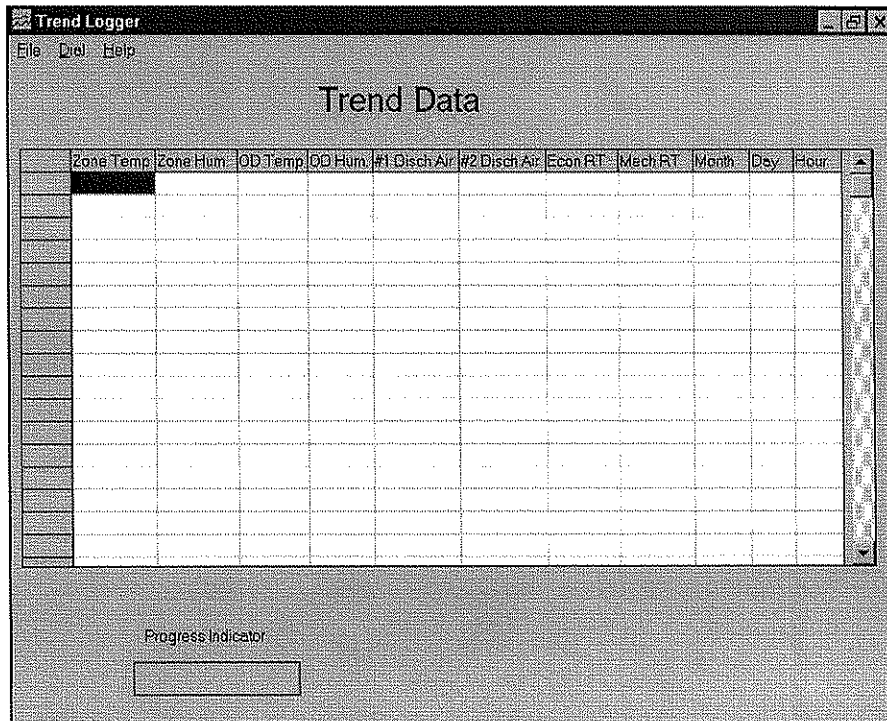 Trend Logger
File Dial Help
Trend Data
Zone Temp Zone Hum OD Temp OD Hum #1 Disch Air #2 Disch Air Econ RT Mech RT Month Day Hour
Progress Indicator